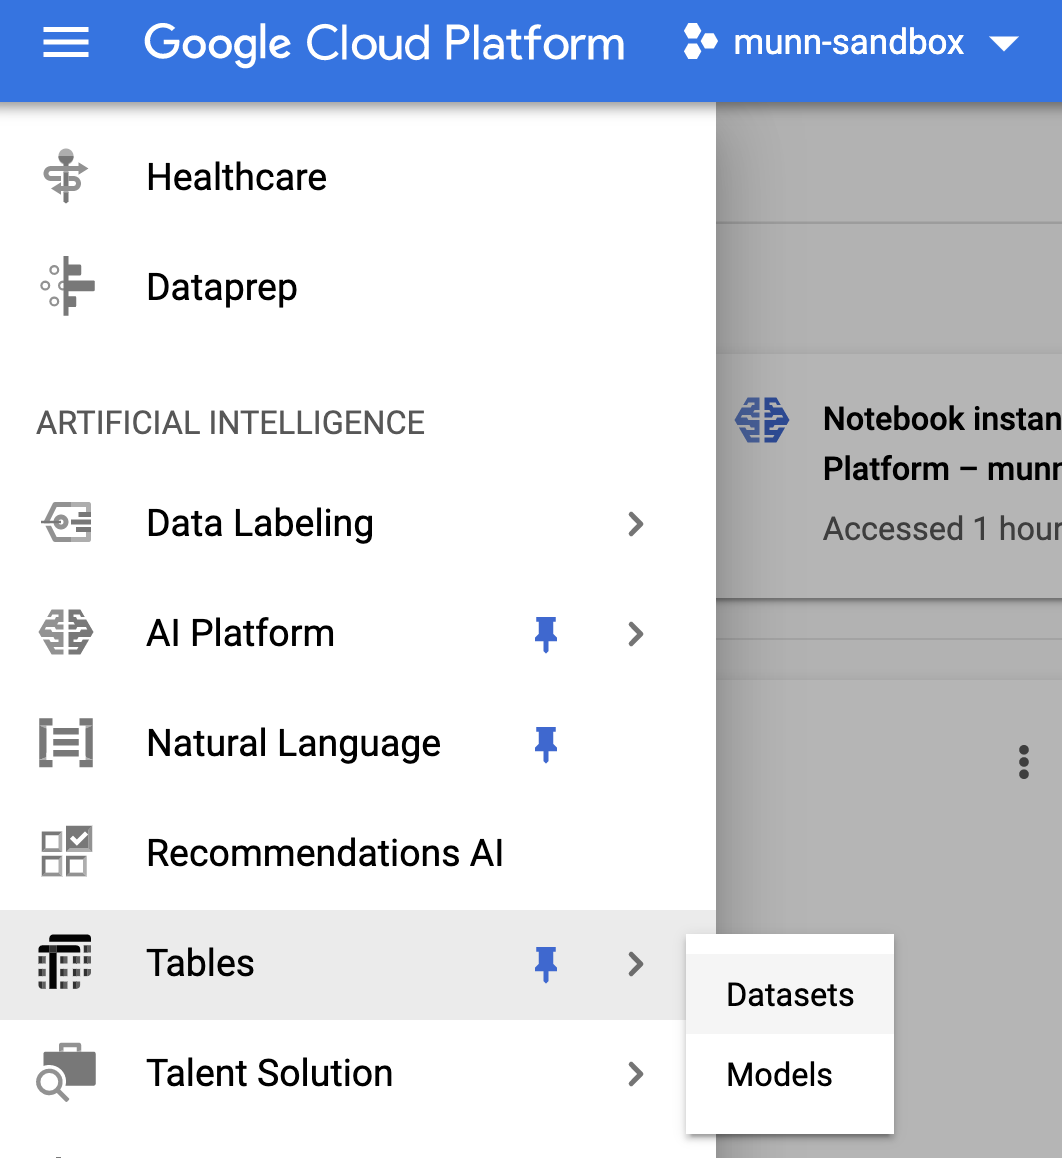 Google Cloud Platform
munn-sandbox
Healthcare
Dataprep
ARTIFICIAL INTELLIGENCE
Data Labeling
AI Platform
Natural Language
Recommendations AI
Tables
Talent Solution
Datasets
Models
Notebook instan
Platform – munn
Accessed 1 hour